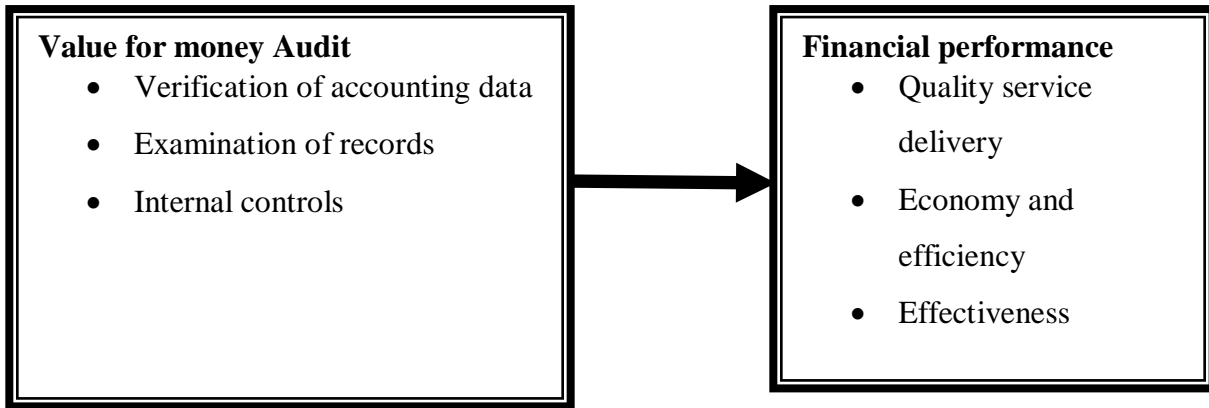 Value for money Audit
• Verification of accounting data
• Examination of records
• Internal controls
Financial performance
• Quality service
delivery
• Economy and
efficiency
• Effectiveness